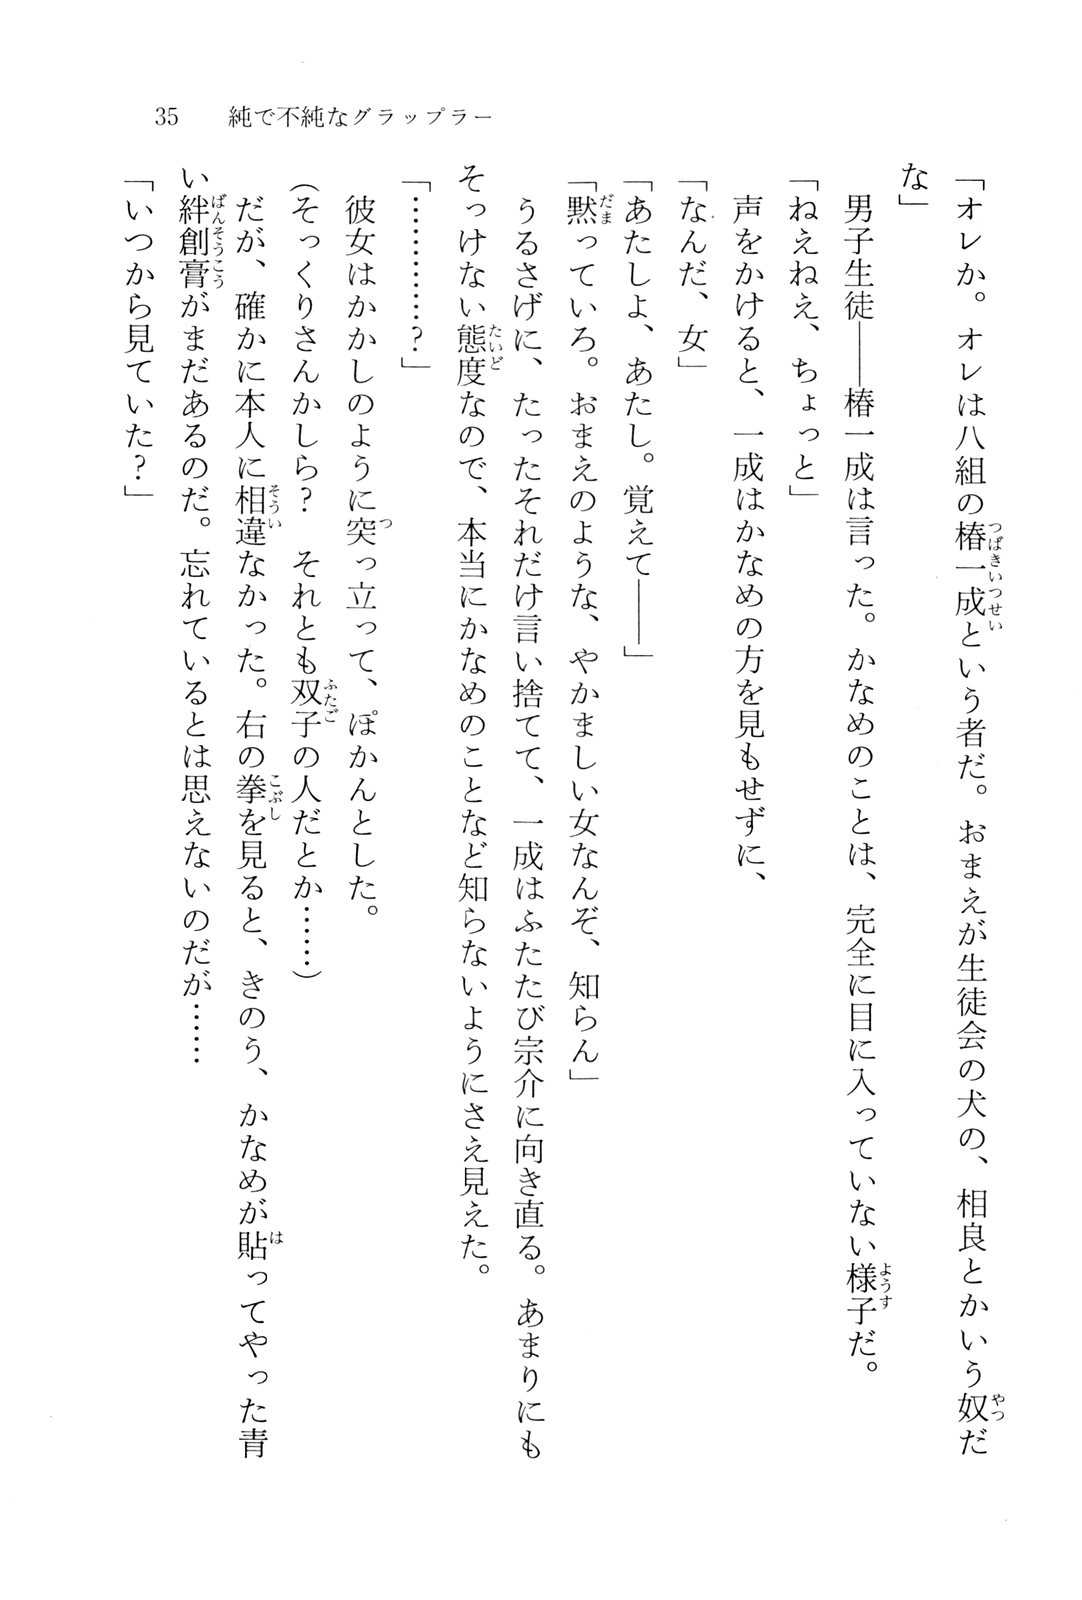 35　純で不純なグラップラー
「オレか。オレは八組の椿一成という者だ。おまえが生徒会の犬の、相良とかいう奴だ
な」
　男子生徒――椿一成は言った。かなめのことは、完全に目に入っていない様子だ。
「ねえねえ、ちょっと」
　声をかけると、一成はかなめの方を見もせずに、
「なんだ、女」
「あたしよ、あたし。覚えて――」
「黙っていろ。おまえのような、やかましい女なんぞ、知らん」
　うるさげに、たったそれだけ言い捨てて、一成はふたたび宗介に向き直る。あまりにも
そっけない態度なので、本当にかなめのことなど知らないようにさえ見えた。
「…………？」
　彼女はかかしのように突っ立って、ぽかんとした。
（そっくりさんかしら？　それとも双子の人だとか……）
　だが、確かに本人に相違なかった。右の拳を見ると、きのう、かなめが貼ってやった青
い絆創膏がまだあるのだ。忘れているとは思えないのだが……
「いつから見ていた？」